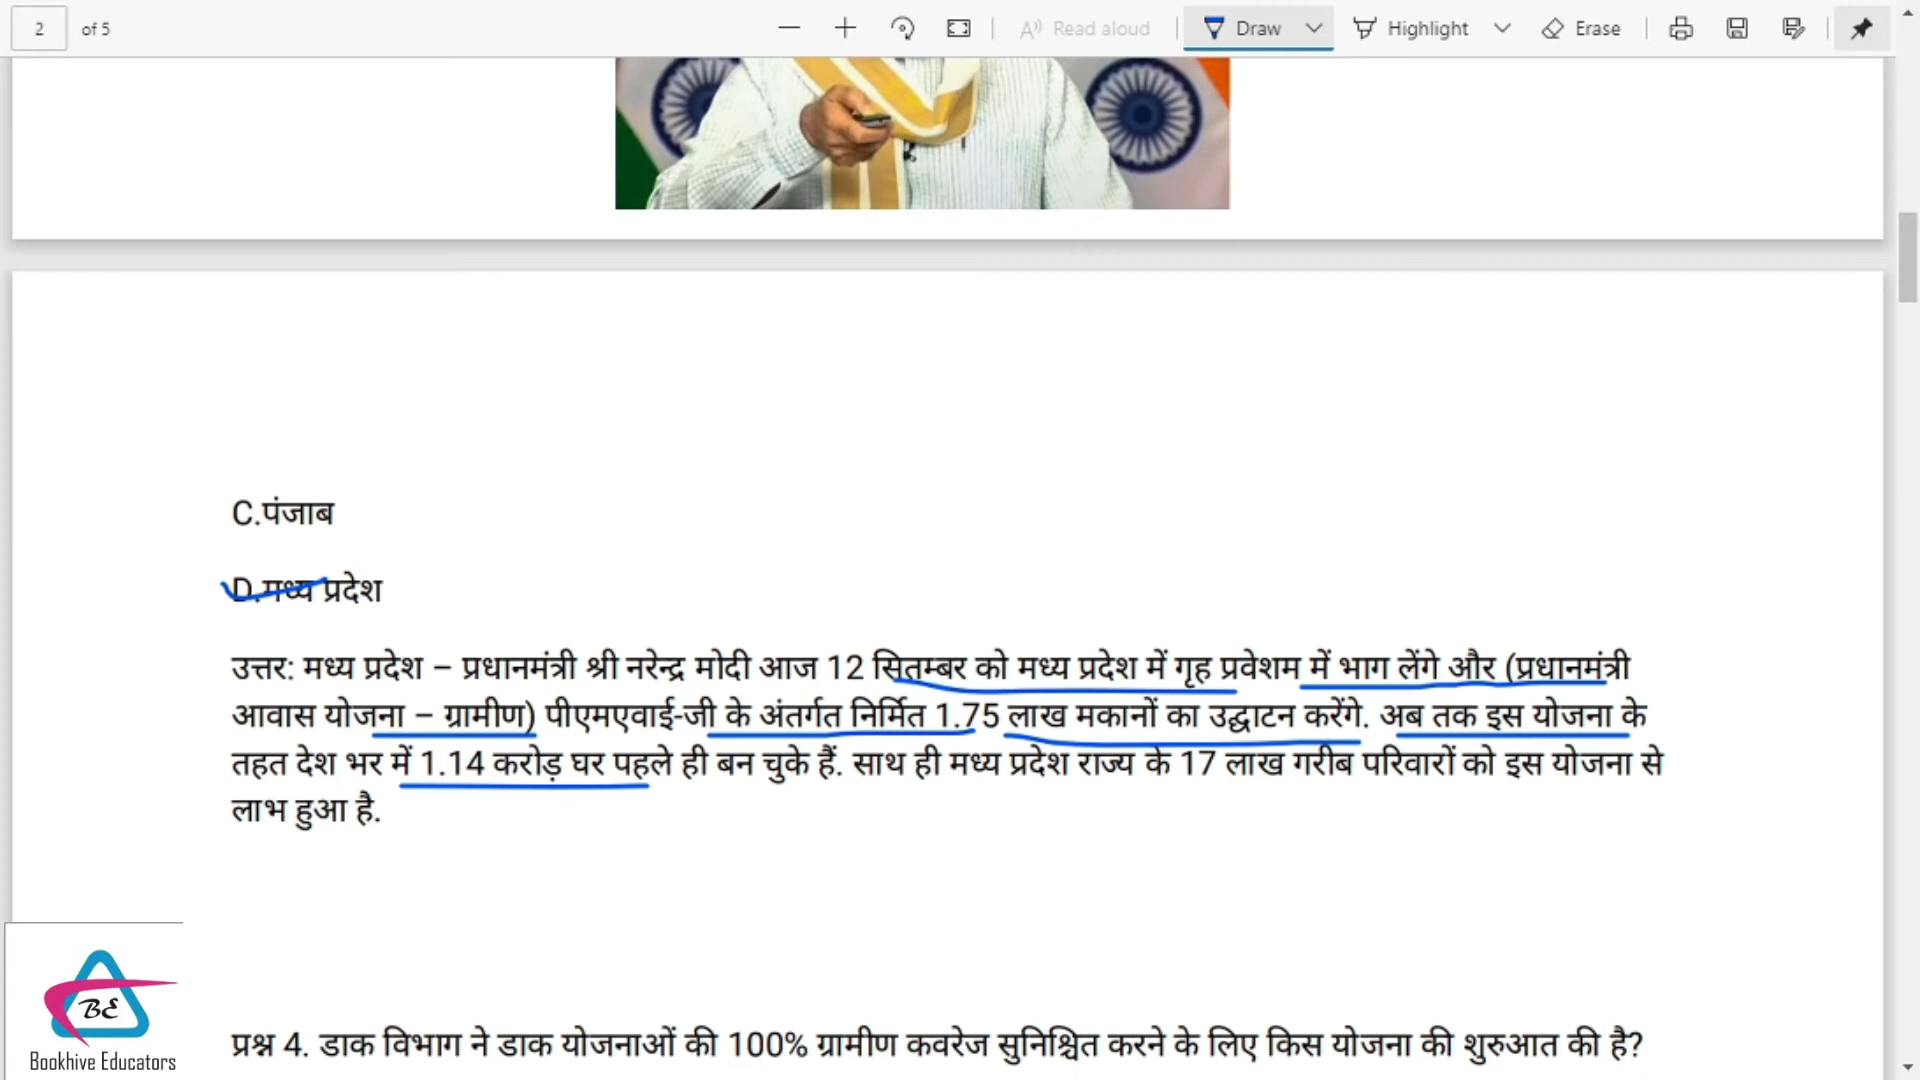 2 of 5 Read aloud Draw Highlight Erase
C.पंजाब
D.मध्य प्रदेश
उत्तर: मध्य प्रदेश – प्रधानमंत्री श्री नरेन्द्र मोदी आज 12 सितम्बर को मध्य प्रदेश में गृह प्रवेशम में भाग लेंगे और (प्रधानमंत्री
आवास योजना – ग्रामीण) पीएमएवाई-जी के अंतर्गत निर्मित 1.75 लाख मकानों का उद्घाटन करेंगे. अब तक इस योजना के
तहत देश भर में 1.14 करोड़ घर पहले ही बन चुके हैं. साथ ही मध्य प्रदेश राज्य के 17 लाख गरीब परिवारों को इस योजना से
लाभ हुआ है.
BE
Bookhive Educators
प्रश्न 4. डाक विभाग ने डाक योजनाओं की 100% ग्रामीण कवरेज सुनिश्चित करने के लिए किस योजना की शुरुआत की है?